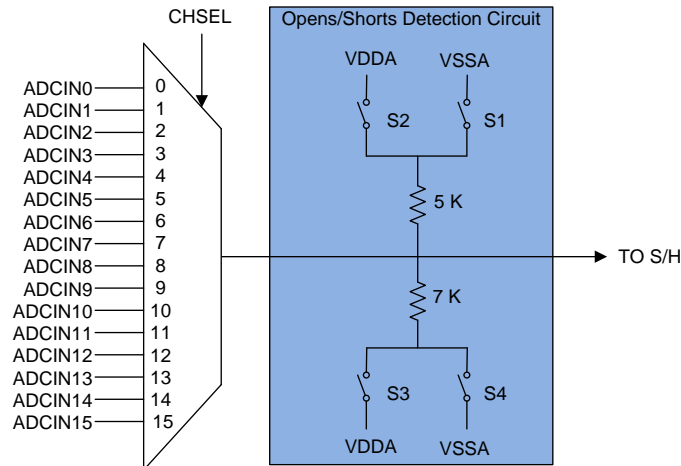 CHSEL
Opens/Shorts Detection Circuit
VDDA
VSSA
S2
S1
5 K
7 K
S3
S4
VDDA
VSSA
TO S/H
ADCIN0
0
ADCIN1
1
ADCIN2
2
ADCIN3
3
ADCIN4
4
ADCIN5
5
ADCIN6
6
ADCIN7
7
ADCIN8
8
ADCIN9
9
ADCIN10
10
ADCIN11
11
ADCIN12
12
ADCIN13
13
ADCIN14
14
ADCIN15
15